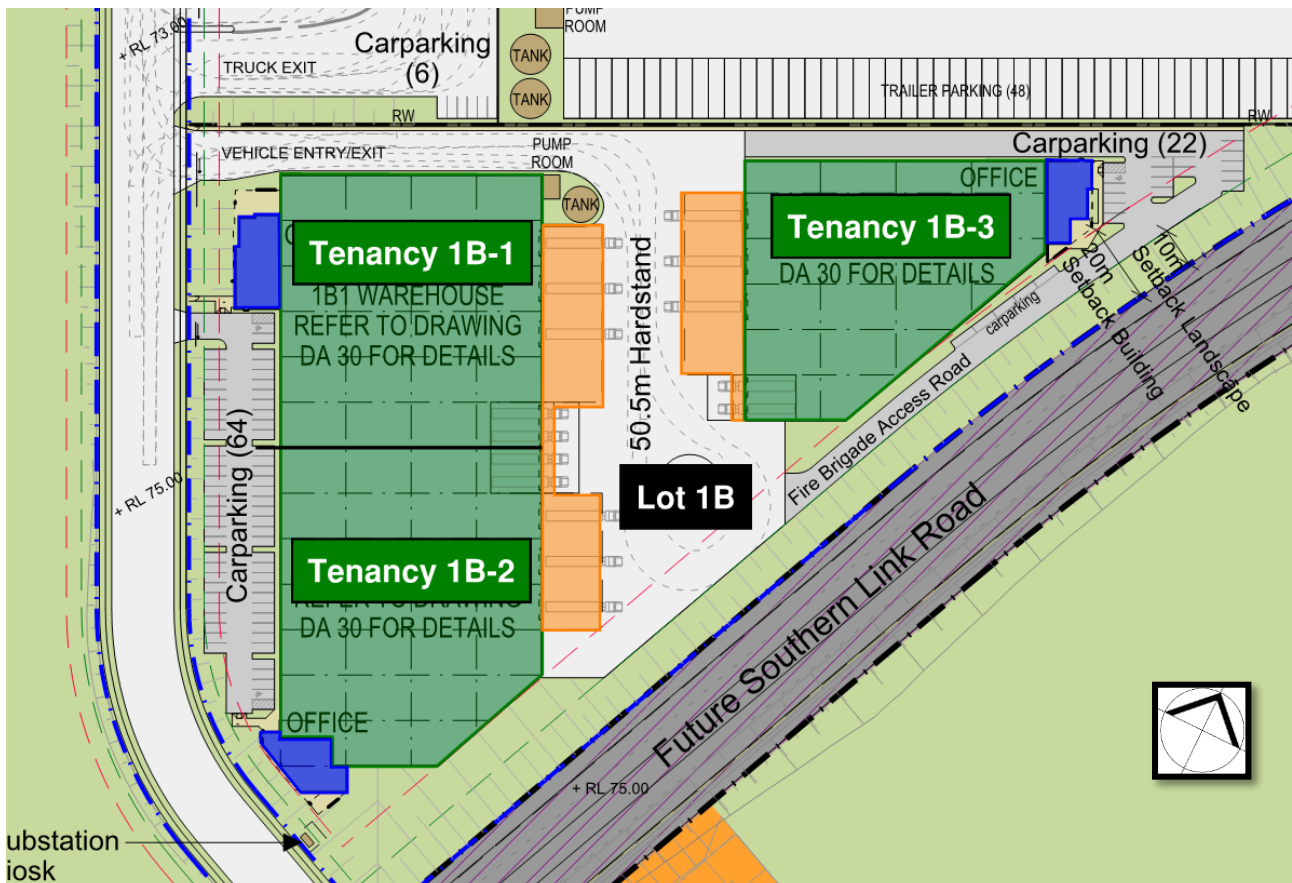 PUMP
ROOM
+ RL 73.00
Carparking
(6)
TRUCK EXIT
TANK
TANK
TRAILER PARKING (48)
RW
RW
VEHICLE ENTRY/EXIT
PUMP
ROOM
TANK
Carparking (22)
OFFICE
Tenancy 1B-1
1B1 WAREHOUSE
REFER TO DRAWING
DA 30 FOR DETAILS
50.5m Hardstand
Tenancy 1B-3
DA 30 FOR DETAILS
20m
Setback Building
10m
Setback Landscape
carparking
Fire Brigade Access Road
Carparking (64)
+ RL 75.00
Lot 1B
Tenancy 1B-2
REFER TO DRAWING
DA 30 FOR DETAILS
Future Southern Link Road
OFFICE
+ RL 75.00
ubstation
iosk